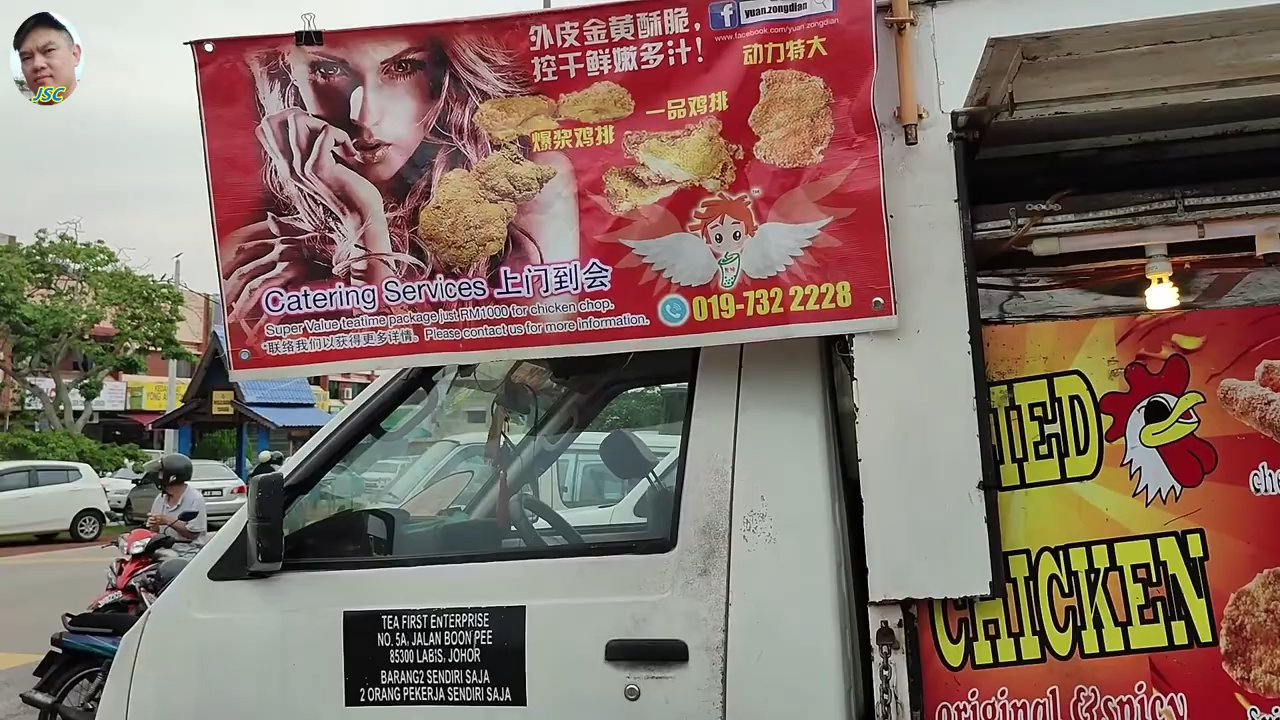 JSC
yuan.zongdian
www.facebook.com/yuan.zongdian
外皮金黄酥脆,
控干鲜嫩多汁!
动力特大
一品鸡排
爆浆鸡排
Catering Services 上门到会
Super Value teatime package just RM1000 for chicken chop.
*联络我们以获得更多详情。Please contact us for more information.
019-732 2228
TEA FIRST ENTERPRISE
NO. 5A, JALAN BOON PEE
85300 LABIS, JOHOR
BARANG2 SENDIRI SAJA
2 ORANG PEKERJA SENDIRI SAJA
IED
CHICKEN
original & spicy
che